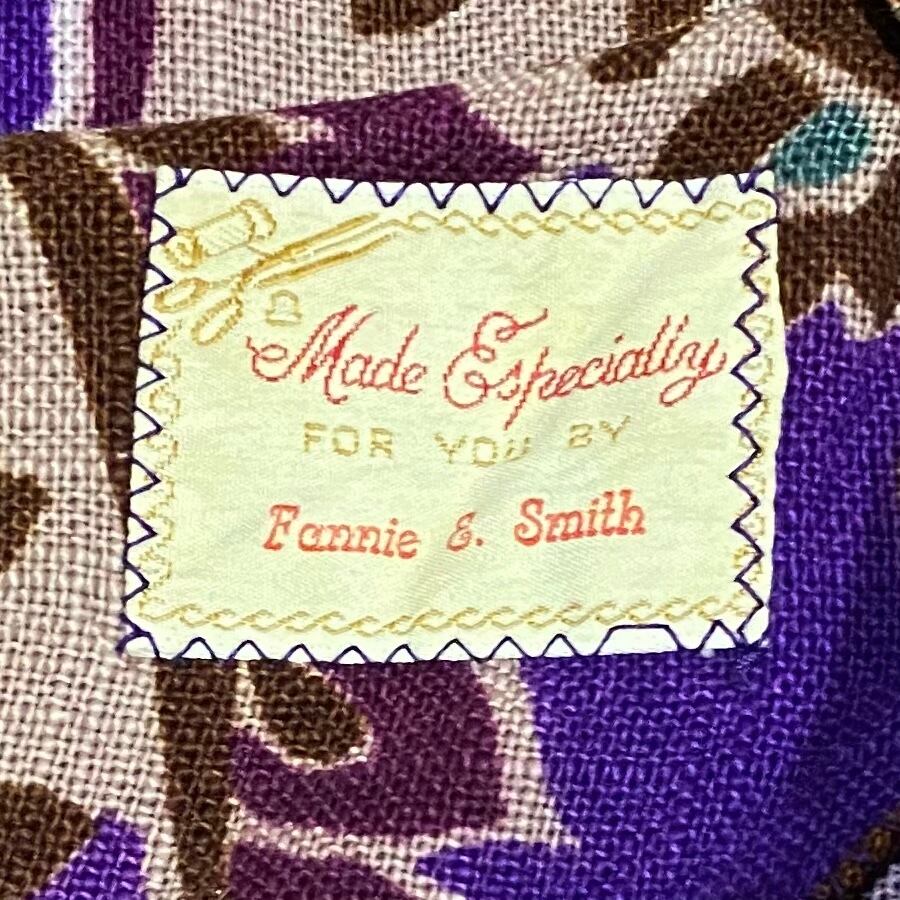 Made Especially
FOR YOU BY
Fannie E. Smith